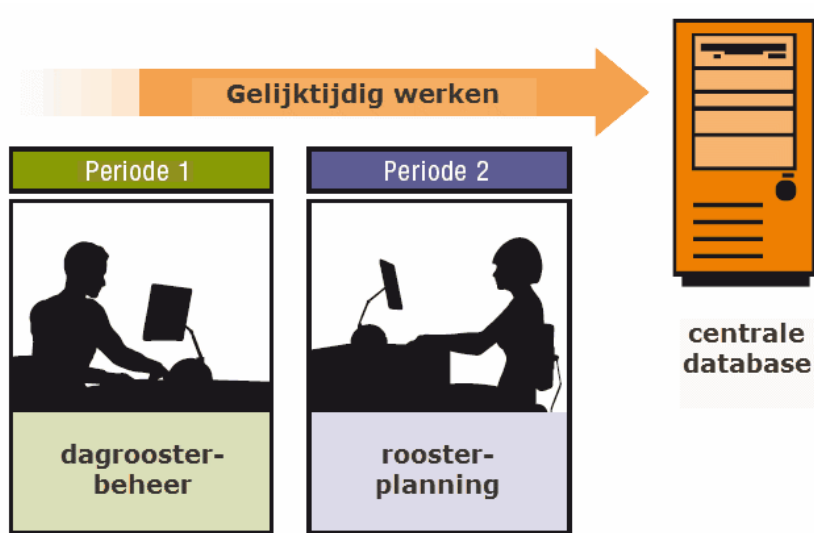 Gelijktijdig werken
Periode 1
Periode 2
dagrooster-
beheer
rooster-
planning
centrale
database